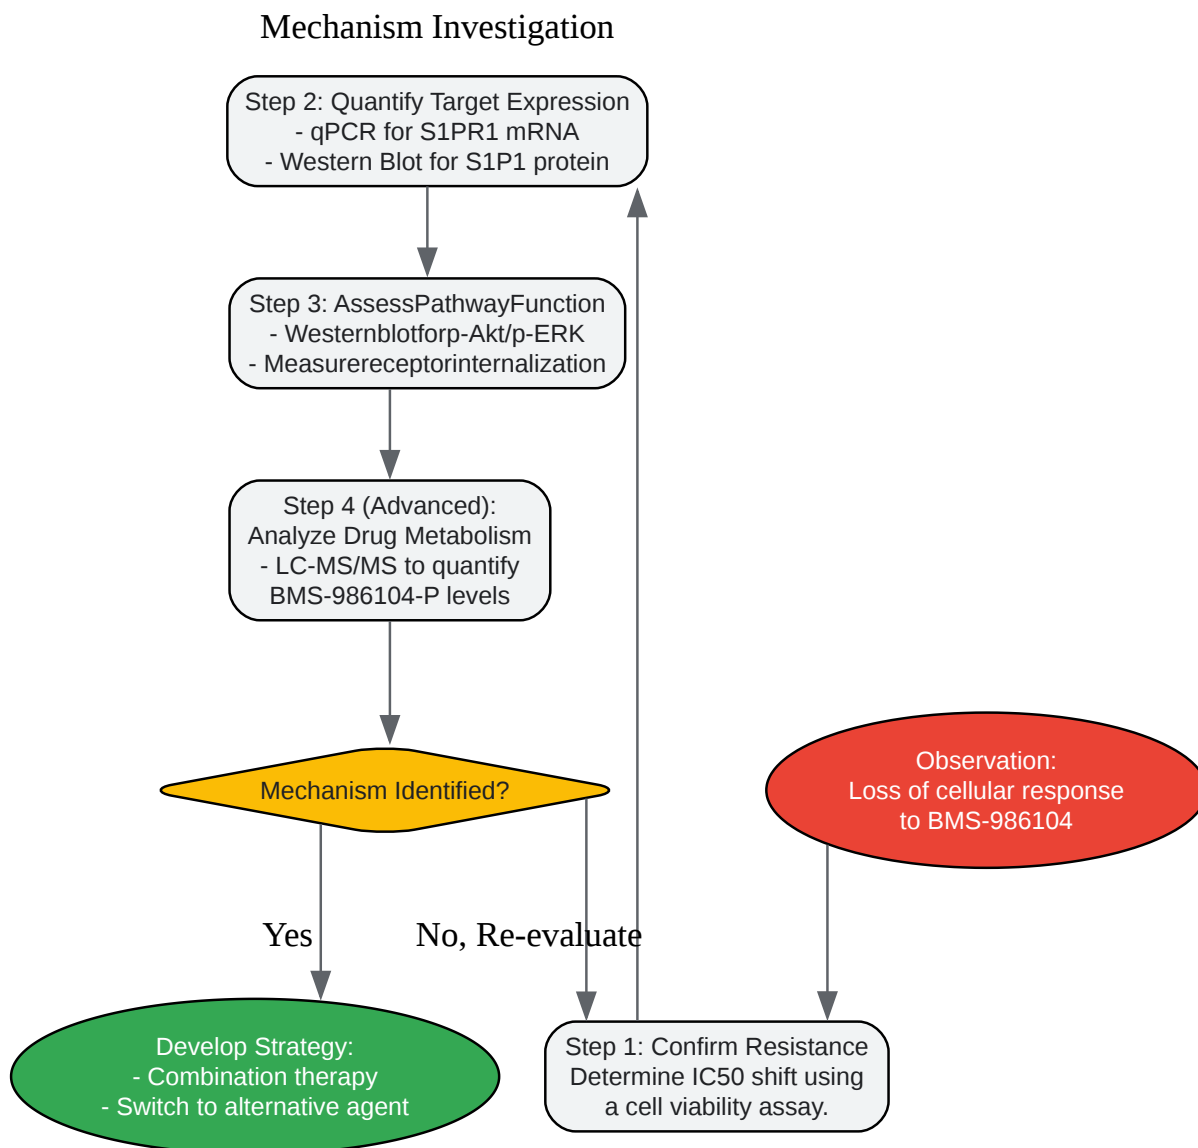 Mechanism Investigation
Step 2: Quantify Target Expression
- qPCR for S1PR1 mRNA
- Western Blot for S1P1 protein
Step 3: AssessPathwayFunction
- Westernblotforp-Akt/p-ERK
- Measurereceptorinternalization
Step 4 (Advanced):
Analyze Drug Metabolism
- LC-MS/MS to quantify
BMS-986104-P levels
Mechanism Identified?
Observation:
Loss of cellular response
to BMS-986104
Yes
No, Re-evaluate
Develop Strategy:
- Combination therapy
- Switch to alternative agent
Step 1: Confirm Resistance
Determine IC50 shift using
a cell viability assay.